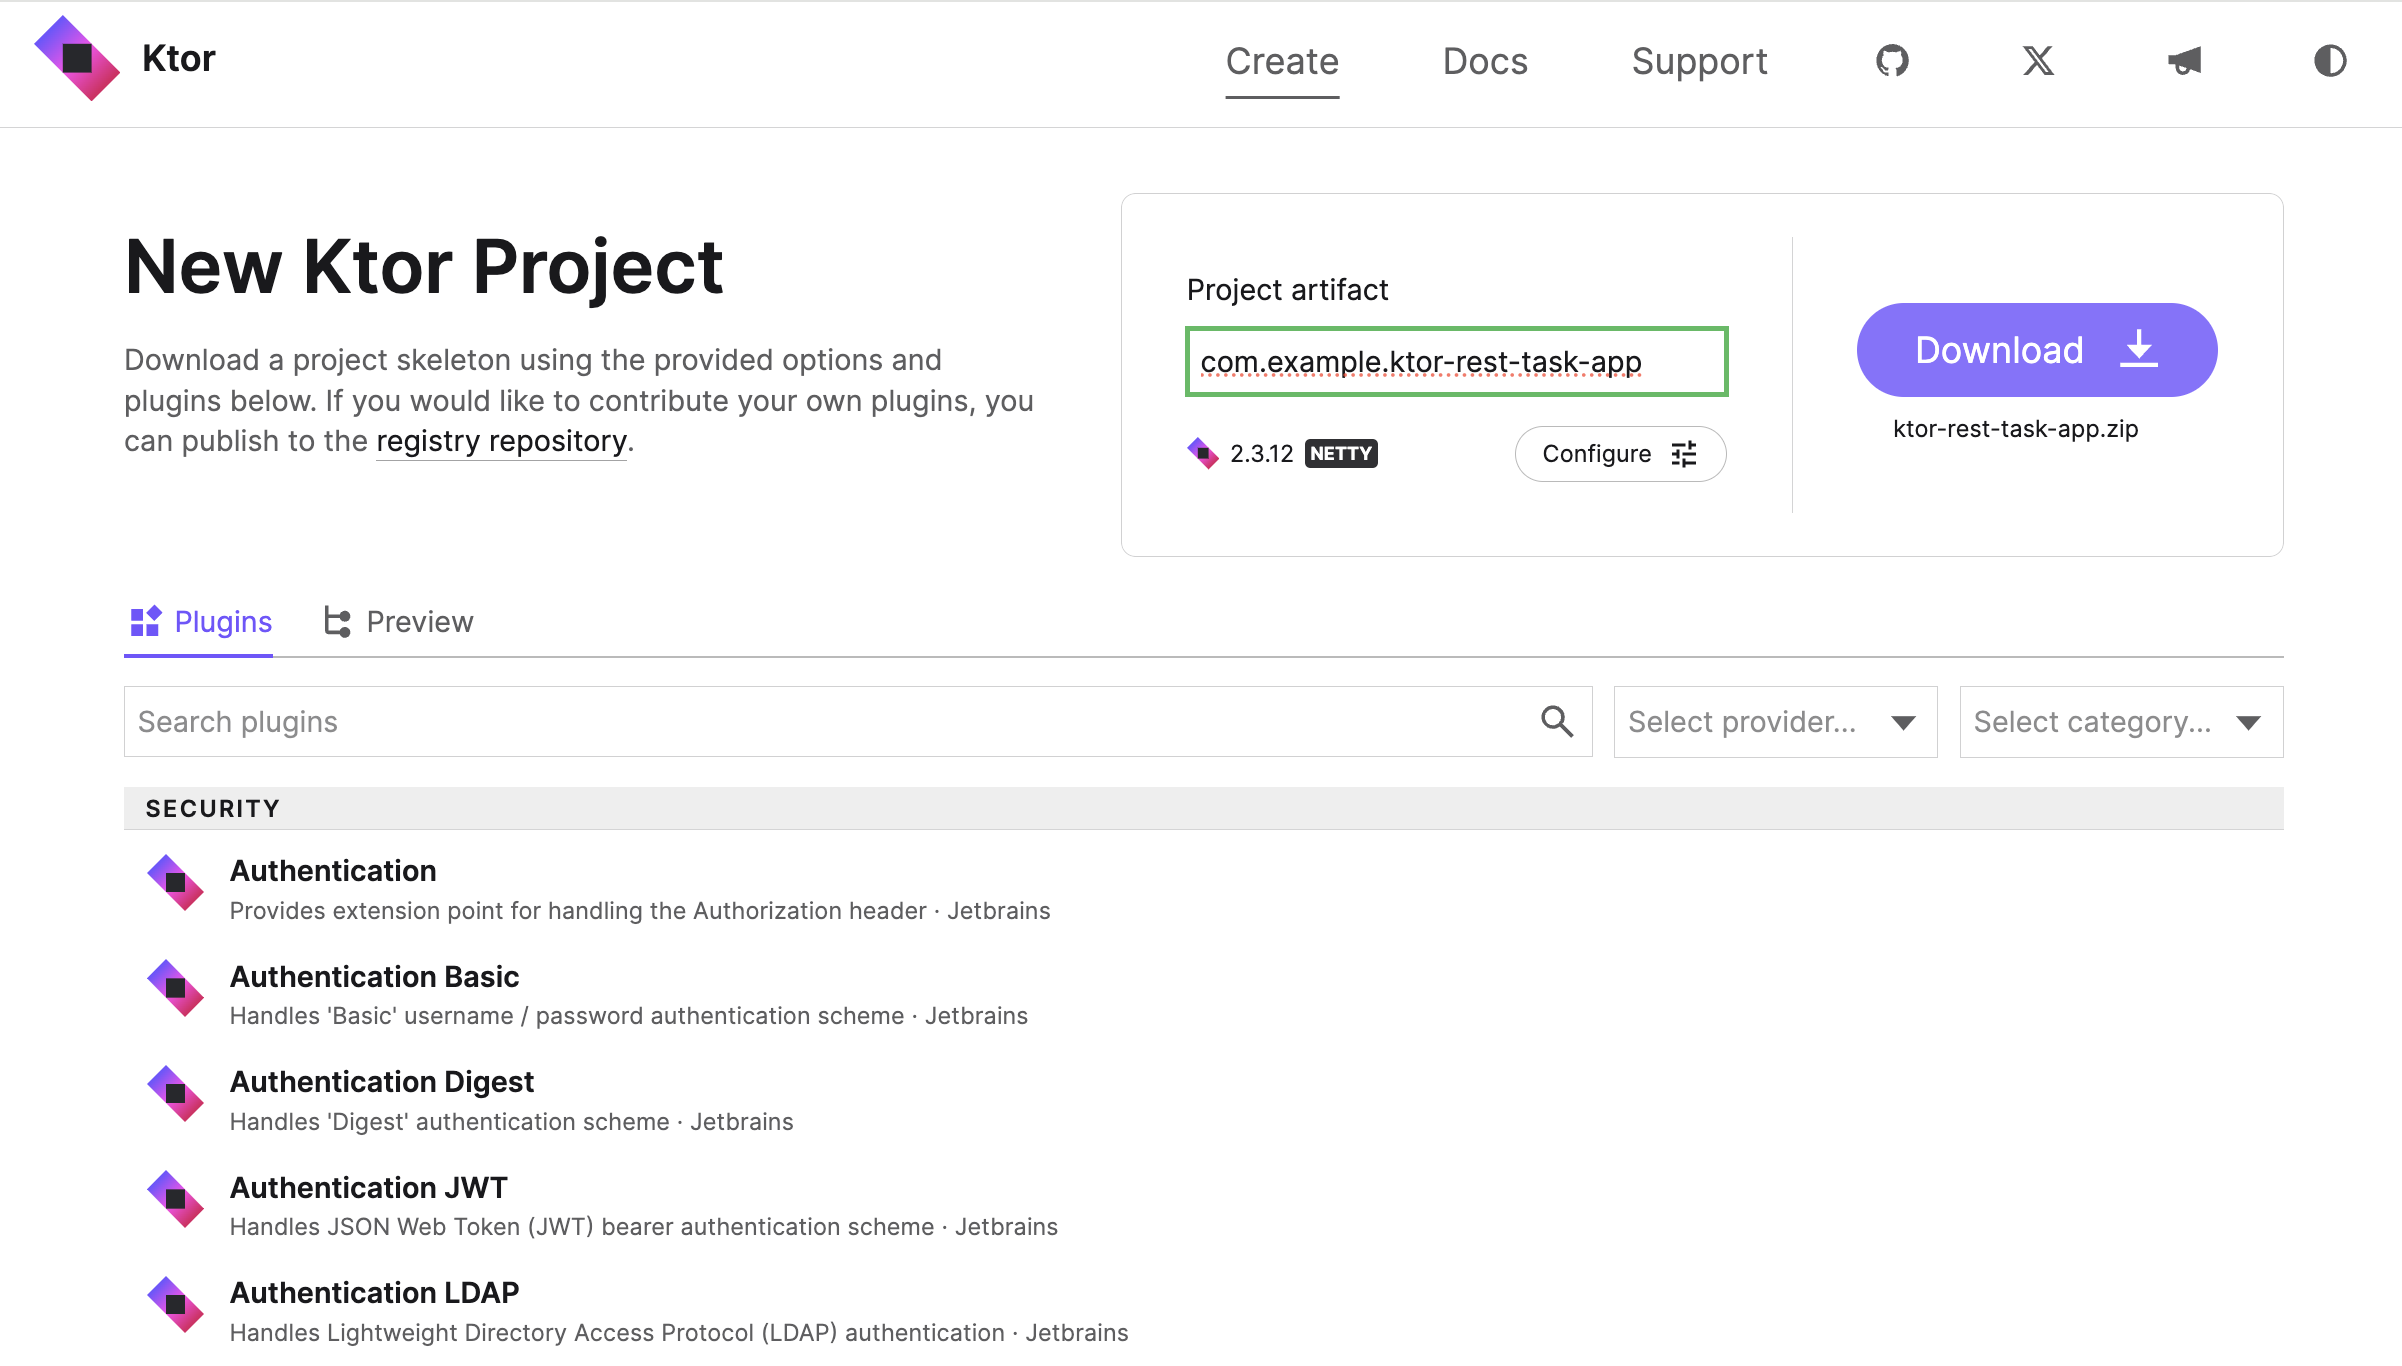 Ktor
Create
Docs
Support
New Ktor Project
Download a project skeleton using the provided options and
plugins below. If you would like to contribute your own plugins, you
can publish to the registry repository.
Project artifact
com.example.ktor-rest-task-app
2.3.12 NETTY
Configure
Download
ktor-rest-task-app.zip
Plugins
Preview
Search plugins
Select provider...
Select category...
SECURITY
Authentication
Provides extension point for handling the Authorization header · Jetbrains
Authentication Basic
Handles 'Basic' username / password authentication scheme · Jetbrains
Authentication Digest
Handles 'Digest' authentication scheme · Jetbrains
Authentication JWT
Handles JSON Web Token (JWT) bearer authentication scheme · Jetbrains
Authentication LDAP
Handles Lightweight Directory Access Protocol (LDAP) authentication · Jetbrains